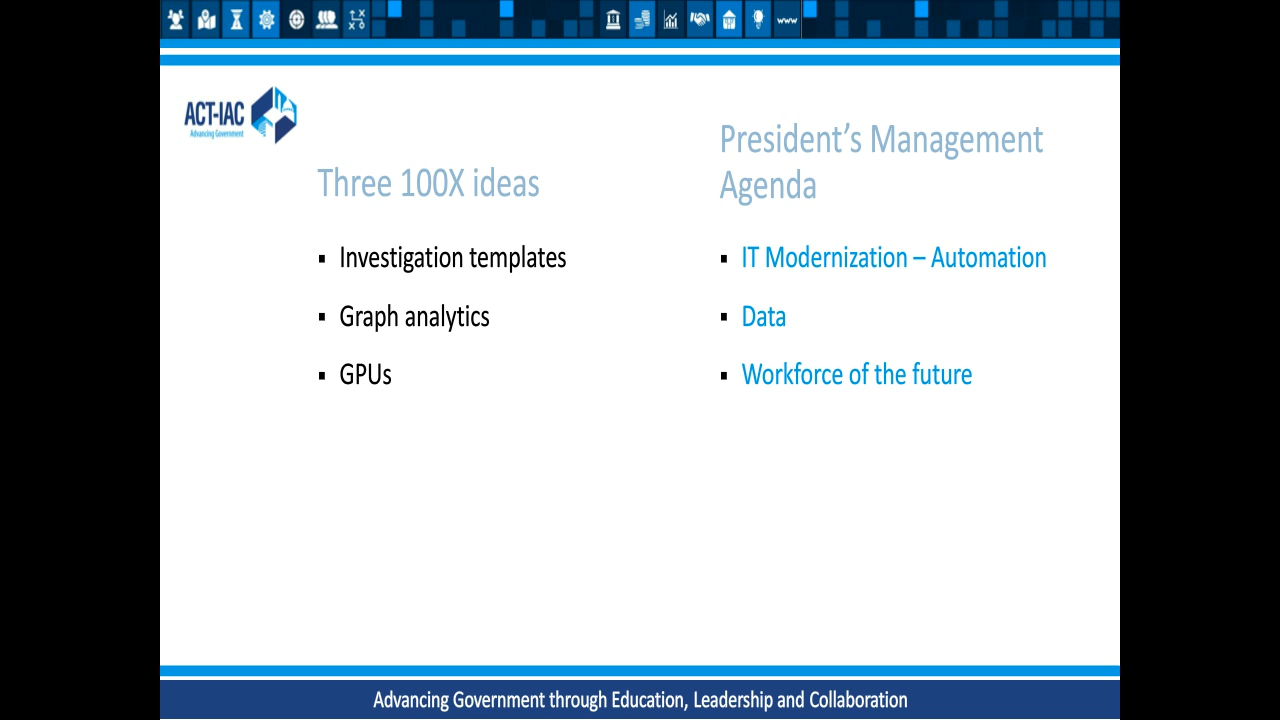 www
ACT-IAC
Advancing Government
Three 100X ideas
▪ Investigation templates
▪ Graph analytics
▪ GPUs
President’s Management
Agenda
▪ IT Modernization – Automation
▪ Data
▪ Workforce of the future
Advancing Government through Education, Leadership and Collaboration